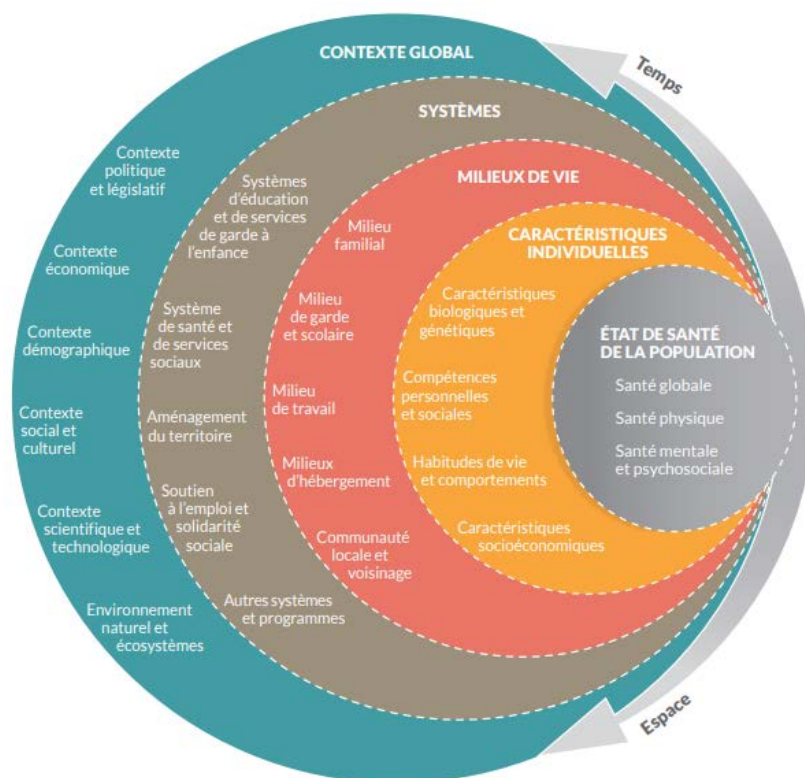 CONTEXTE GLOBAL
Contexte
politique
et législatif
Contexte
économique
Contexte
démographique
Contexte
social et
culturel
Contexte
scientifique et
technologique
Environnement
naturel et
écosystèmes
SYSTÈMES
Systèmes
d'éducation
et de services
de garde à
l'enfance
Système
de santé et
de services
sociaux
Aménagement
du territoire
Soutien
à l'emploi et
solidarité
sociale
Autres systèmes
et programmes
MILIEUX DE VIE
Milieu
familial
Milieu
de garde
et scolaire
Milieu
de travail
Milieux
d'hébergement
Communauté
locale et
voisinage
CARACTÉRISTIQUES
INDIVIDUELLES
Caractéristiques
biologiques et
génétiques
Compétences
personnelles
et sociales
Habitudes de vie
et comportements
Caractéristiques
socioéconomiques
ÉTAT DE SANTÉ
DE LA POPULATION
Santé globale
Santé physique
Santé mentale
et psychosociale
Temps
Espace